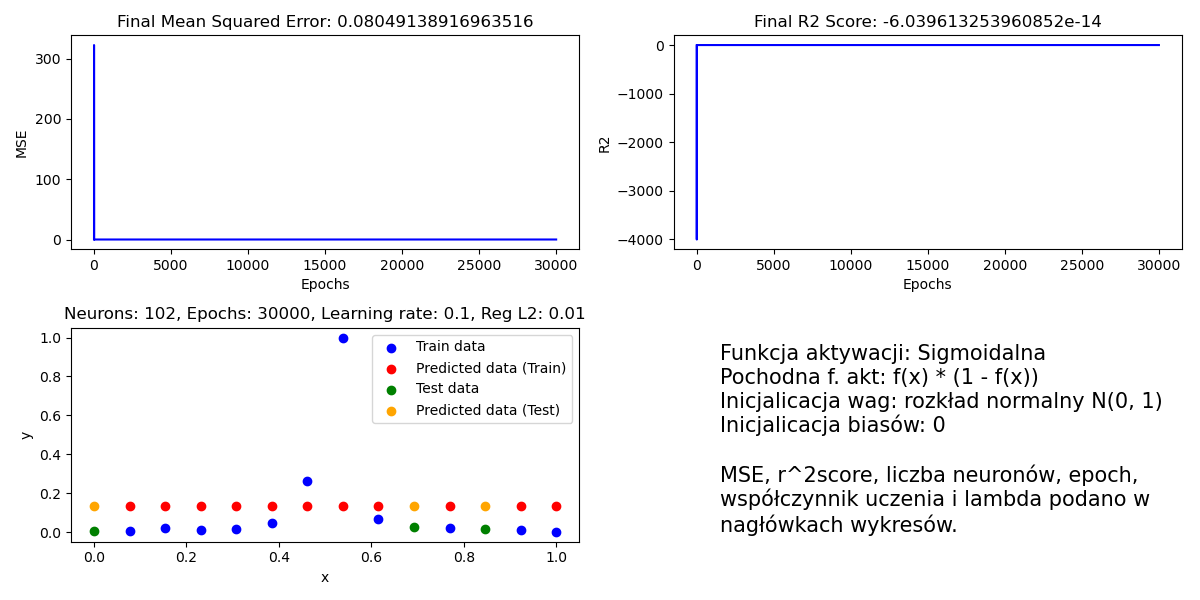 Final Mean Squared Error: 0.08049138916963516
300
200
100
0
MSE
0 5000 10000 15000 20000 25000 30000
Epochs
Final R2 Score: -6.039613253960852e-14
0
−1000
−2000
−3000
−4000
R2
0 5000 10000 15000 20000 25000 30000
Epochs
Neurons: 102, Epochs: 30000, Learning rate: 0.1, Reg L2: 0.01
1.0
0.8
0.6
0.4
0.2
0.0
y
Train data
Predicted data (Train)
Test data
Predicted data (Test)
0.0 0.2 0.4 0.6 0.8 1.0
x
Funkcja aktywacji: Sigmoidalna
Pochodna f. akt: f(x) * (1 - f(x))
Inicjalicacja wag: rozkład normalny N(0, 1)
Inicjalicacja biasów: 0
MSE, r^2score, liczba neuronów, epoch,
współczynnik uczenia i lambda podano w
nagłówkach wykresów.